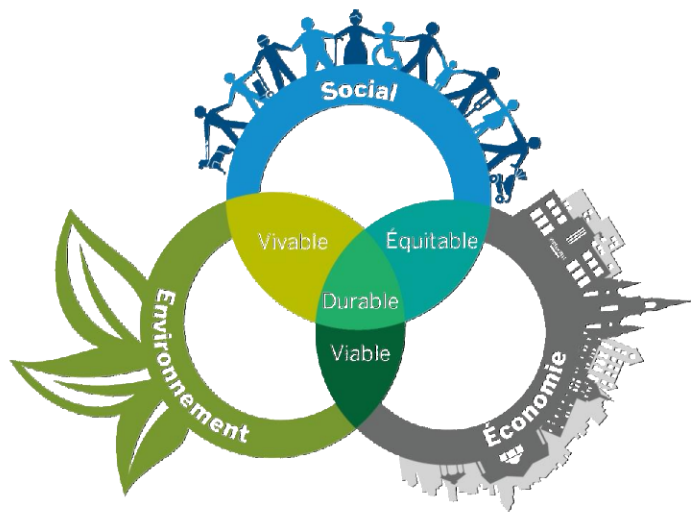 Social
Vivable
Équitable
Durable
Viable
Environnement
Économie